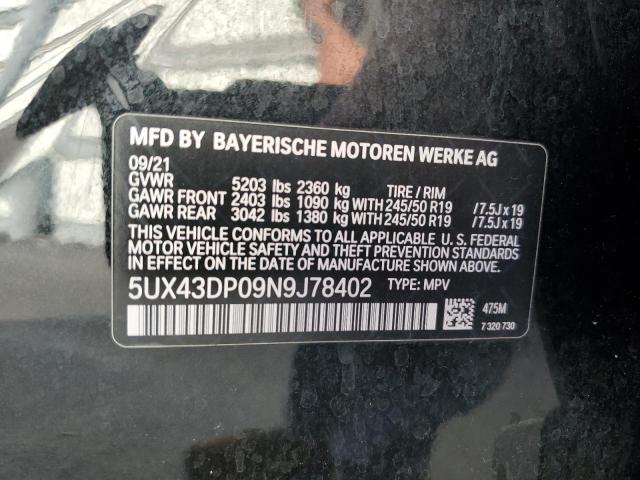 MFD BY BAYERISCHE MOTOREN WERKE AG
09/21
GVWR 5203 lbs 2360 kg TIRE / RIM
GAWR FRONT 2403 lbs 1090 kg 245/50 R19 /7.5J x 19
GAWR REAR 3042 lbs 1380 kg 245/50 R19 /7.5J x 19
THIS VEHICLE CONFORMS TO ALL APPLICABLE U. S. FEDERAL
MOTOR VEHICLE SAFETY AND THEFT PREVENTION STANDARDS
IN EFFECT ON THE DATE OF MANUFACTURE SHOWN ABOVE.
5UX43DP09N9J78402 TYPE: MPV
475M
7 320 730